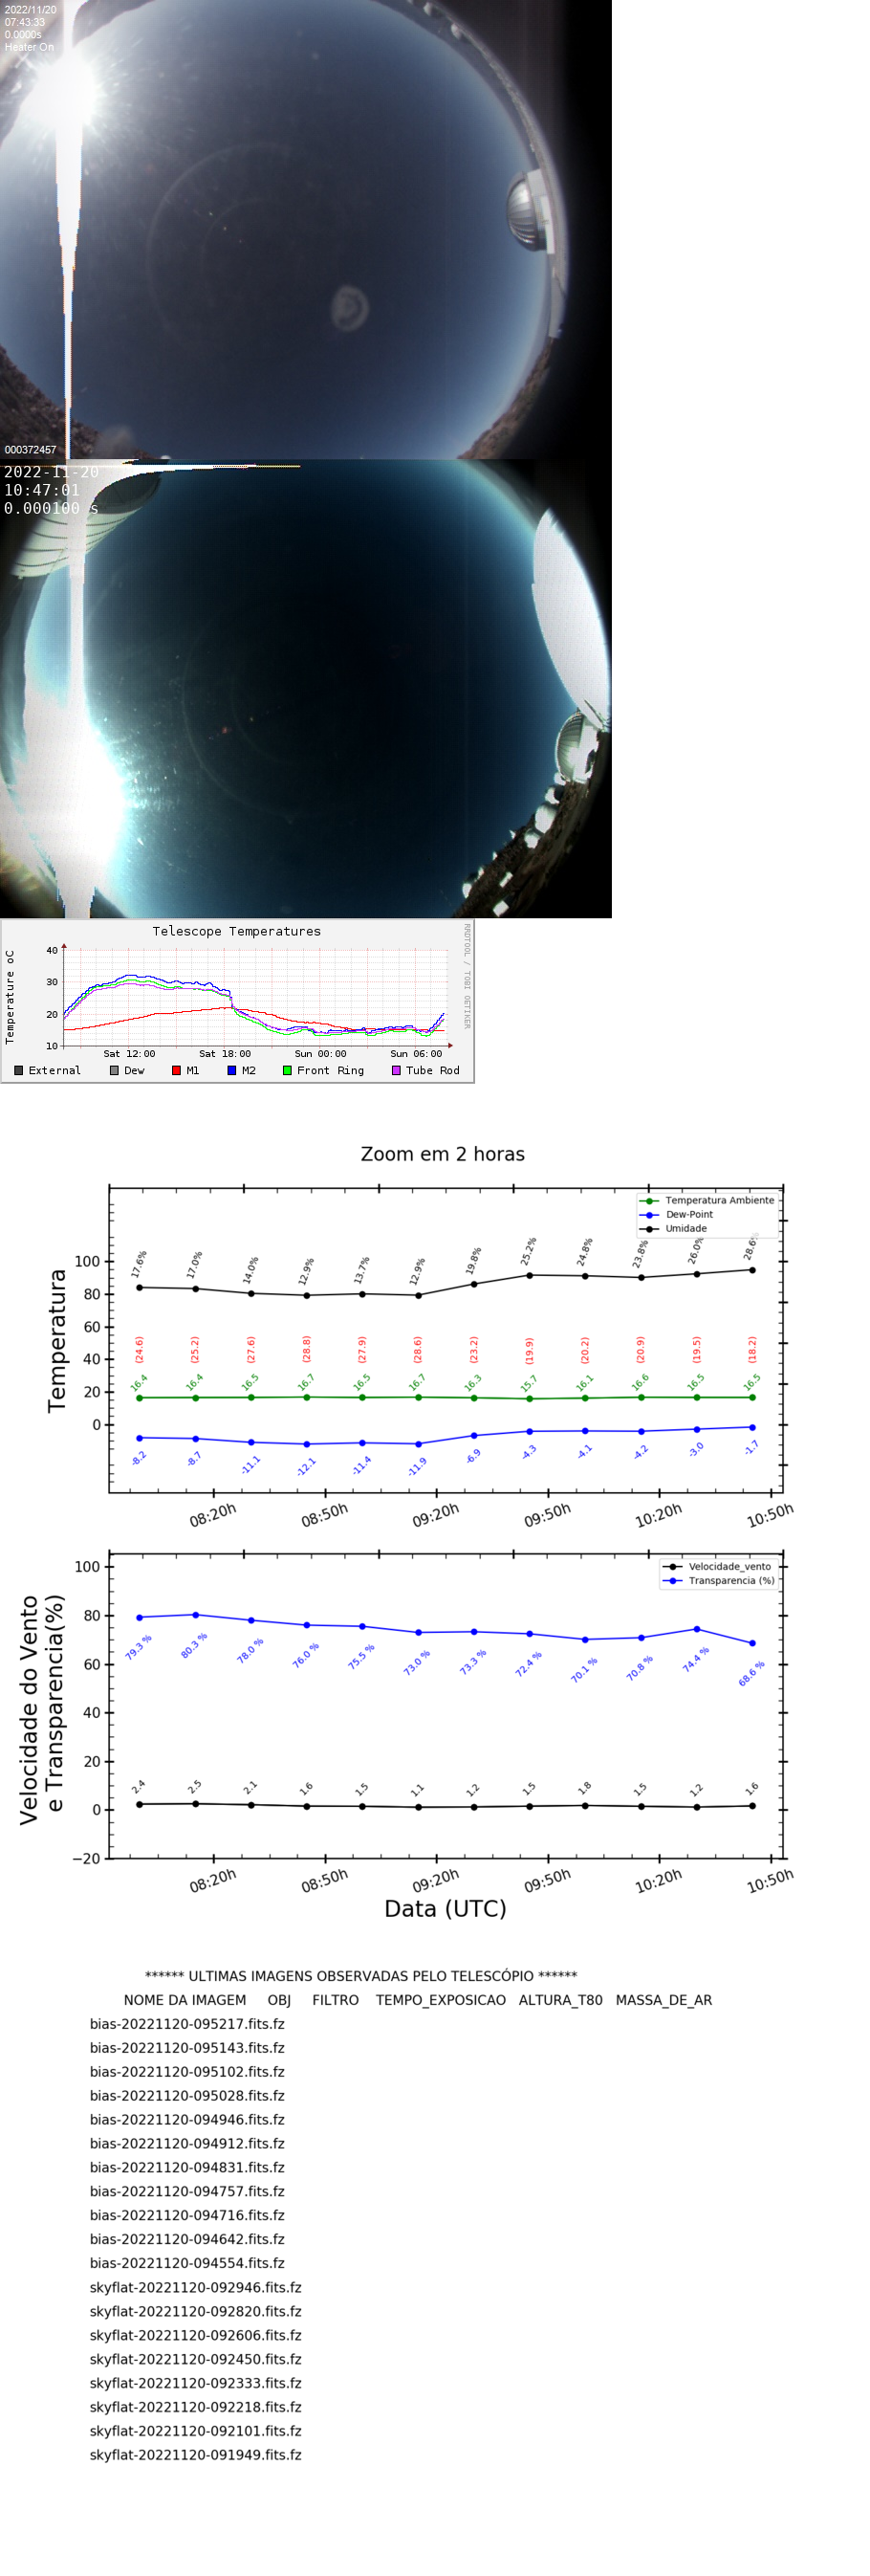 2022/11/20
07:43:33
0.0000s
Heater On
000372457
2022-11-20
10:47:01
0.000100 s
Telescope Temperatures
RRDTOOL / TOBI OETIKER
Temperature oC
40
30
20
10
Sat 12:00 Sat 18:00 Sun 00:00 Sun 06:00
External Dew M1 M2 Front Ring Tube Rod
Zoom em 2 horas
Temperatura Ambiente
Dew-Point
Umidade
Temperatura
100
80
60
40
20
0
17.6% 17.0% 14.0% 12.9% 13.7% 12.9% 19.8% 25.2% 24.8% 23.8% 26.0% 28.6%
(24.6) (25.2) (27.6) (28.8) (27.9) (28.6) (23.2) (19.9) (20.2) (20.9) (19.5) (18.2)
16.4 16.4 16.5 16.7 16.5 16.7 16.3 15.7 16.1 16.6 16.5 16.5
-8.2 -8.7 -11.1 -12.1 -11.4 -11.9 -6.9 -4.3 -4.1 -4.2 -3.0 -1.7
08:20h 08:50h 09:20h 09:50h 10:20h 10:50h
Velocidade_vento
Transparencia (%)
Velocidade do Vento
e Transparencia(%)
100
80
60
40
20
0
−20
79.3 % 80.3 % 78.0 % 76.0 % 75.5 % 73.0 % 73.3 % 72.4 % 70.1 % 70.8 % 74.4 % 68.6 %
2.4 2.5 2.1 1.6 1.5 1.1 1.2 1.5 1.8 1.5 1.2 1.6
08:20h 08:50h 09:20h 09:50h 10:20h 10:50h
Data (UTC)
****** ULTIMAS IMAGENS OBSERVADAS PELO TELESCÓPIO ******
NOME DA IMAGEM OBJ FILTRO TEMPO_EXPOSICAO ALTURA_T80 MASSA_DE_AR
bias-20221120-095217.fits.fz
bias-20221120-095143.fits.fz
bias-20221120-095102.fits.fz
bias-20221120-095028.fits.fz
bias-20221120-094946.fits.fz
bias-20221120-094912.fits.fz
bias-20221120-094831.fits.fz
bias-20221120-094757.fits.fz
bias-20221120-094716.fits.fz
bias-20221120-094642.fits.fz
bias-20221120-094554.fits.fz
skyflat-20221120-092946.fits.fz
skyflat-20221120-092820.fits.fz
skyflat-20221120-092606.fits.fz
skyflat-20221120-092450.fits.fz
skyflat-20221120-092333.fits.fz
skyflat-20221120-092218.fits.fz
skyflat-20221120-092101.fits.fz
skyflat-20221120-091949.fits.fz